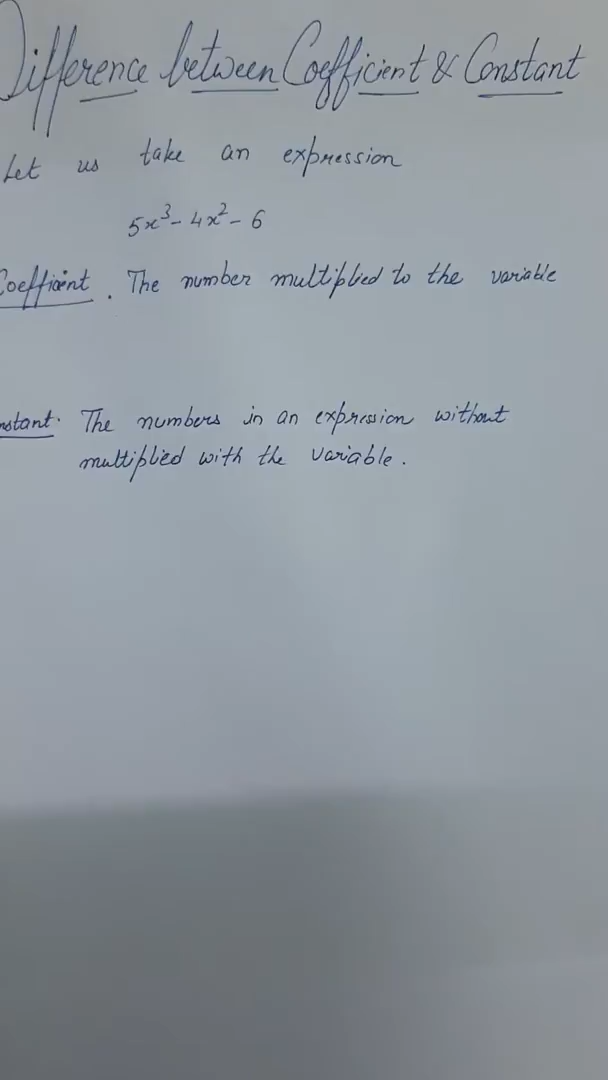 Difference between Coefficient & Constant
Let us take an expression
5x³ - 4x² - 6
Coefficient. The number multiplied to the variable
nstant. The numbers in an expression without
multiplied with the variable.